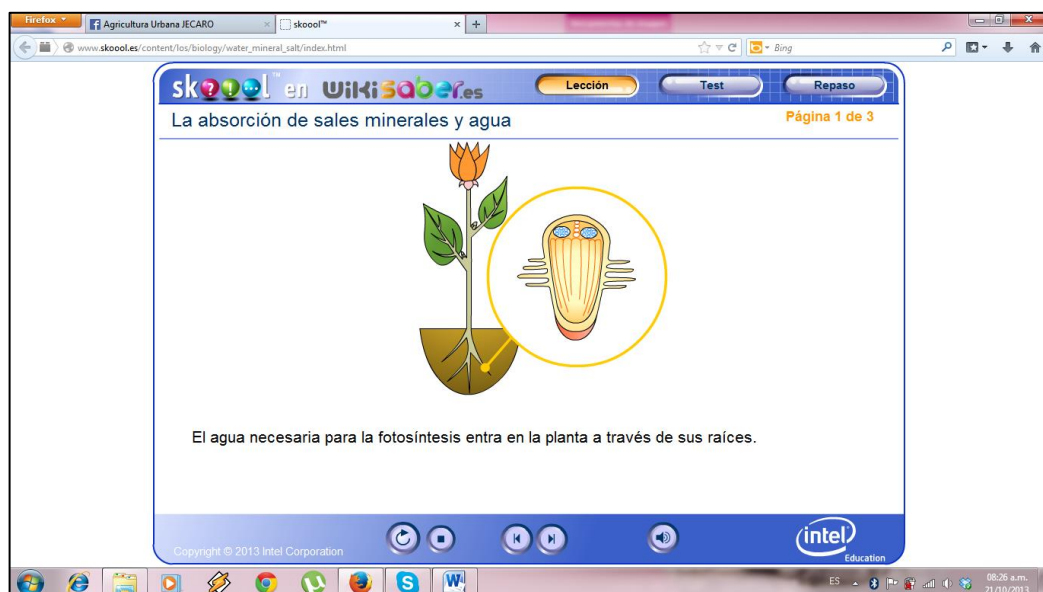 Firefox
Agricultura Urbana JECARO
skoool™
www.skoool.es/content/los/biology/water_mineral_salt/index.html
Bing
skoool™ en wikisaber.es
Lección
Test
Repaso
La absorción de sales minerales y agua
Página 1 de 3
El agua necesaria para la fotosíntesis entra en la planta a través de sus raíces.
Copyright © 2013 Intel Corporation
intel
Education
ES
08:26 a.m.
21/10/2013